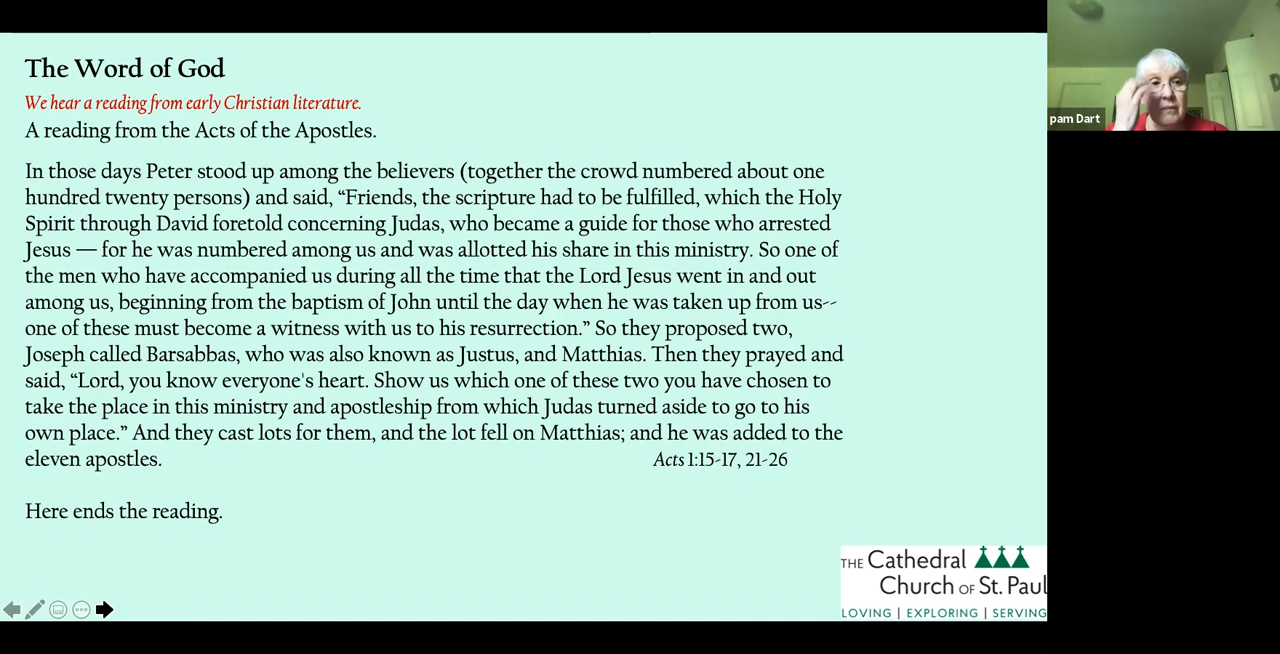 The Word of God
We hear a reading from early Christian literature.
A reading from the Acts of the Apostles.
In those days Peter stood up among the believers (together the crowd numbered about one
hundred twenty persons) and said, “Friends, the scripture had to be fulfilled, which the Holy
Spirit through David foretold concerning Judas, who became a guide for those who arrested
Jesus — for he was numbered among us and was allotted his share in this ministry. So one of
the men who have accompanied us during all the time that the Lord Jesus went in and out
among us, beginning from the baptism of John until the day when he was taken up from us--
one of these must become a witness with us to his resurrection.” So they proposed two,
Joseph called Barsabbas, who was also known as Justus, and Matthias. Then they prayed and
said, “Lord, you know everyone's heart. Show us which one of these two you have chosen to
take the place in this ministry and apostleship from which Judas turned aside to go to his
own place.” And they cast lots for them, and the lot fell on Matthias; and he was added to the
eleven apostles. Acts 1:15-17, 21-26
Here ends the reading.
THE Cathedral
Church OF St. Paul
LOVING | EXPLORING | SERVING
pam Dart